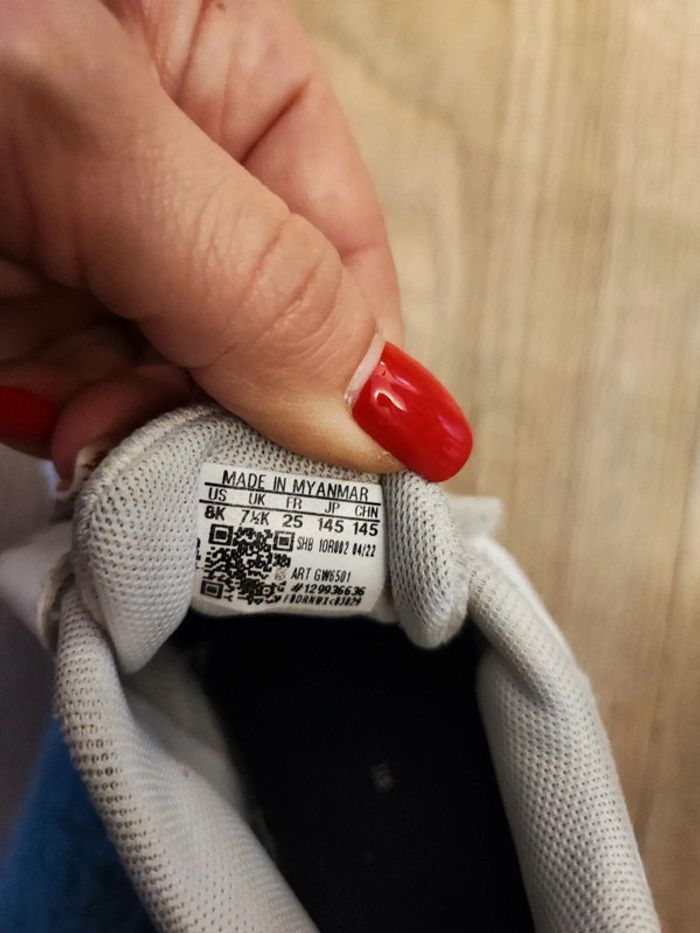 MADE IN MYANMAR
US UK FR JP CHN
8K 7½K 25 145 145
SHB 10R002 04/22
ART GW6501
#129936636